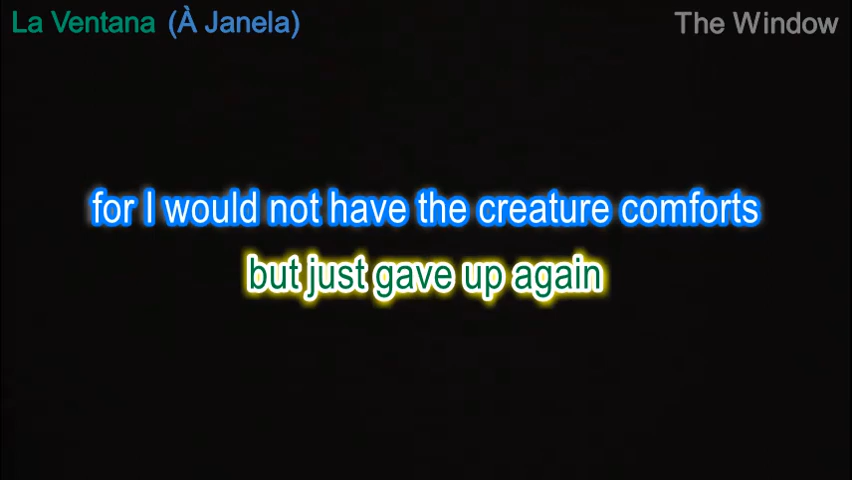 La Ventana (À Janela)
The Window
for I would not have the creature comforts
but just gave up again